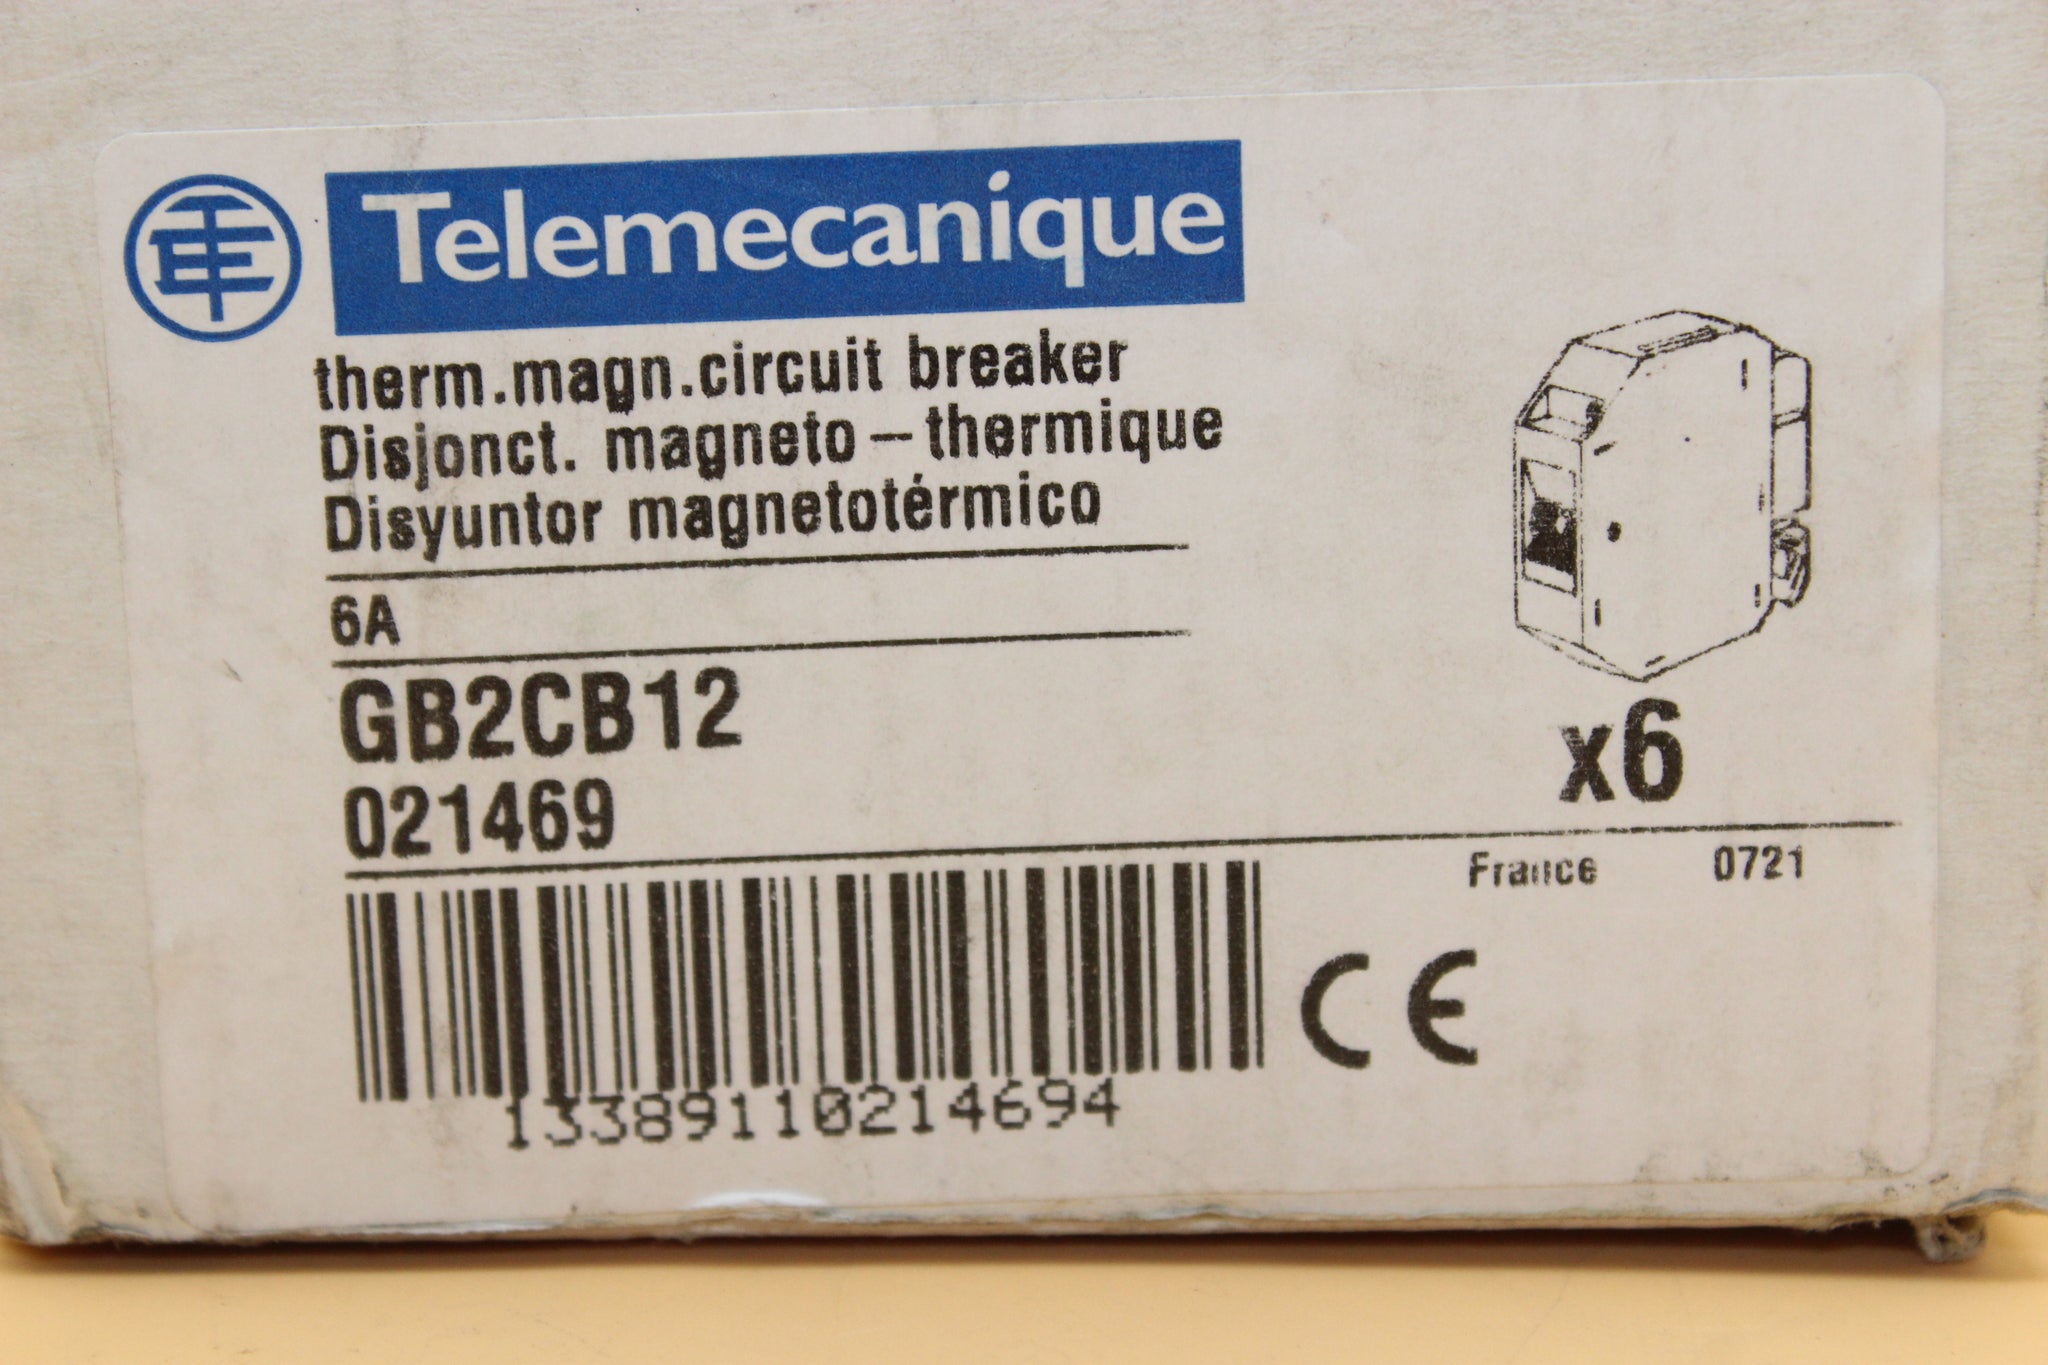 Telemecanique
therm.magn.circuit breaker
Disjonct. magneto-thermique
Disyuntor magnetotérmico
6A
GB2CB12
021469
x6
France 0721
CE
13389110214694